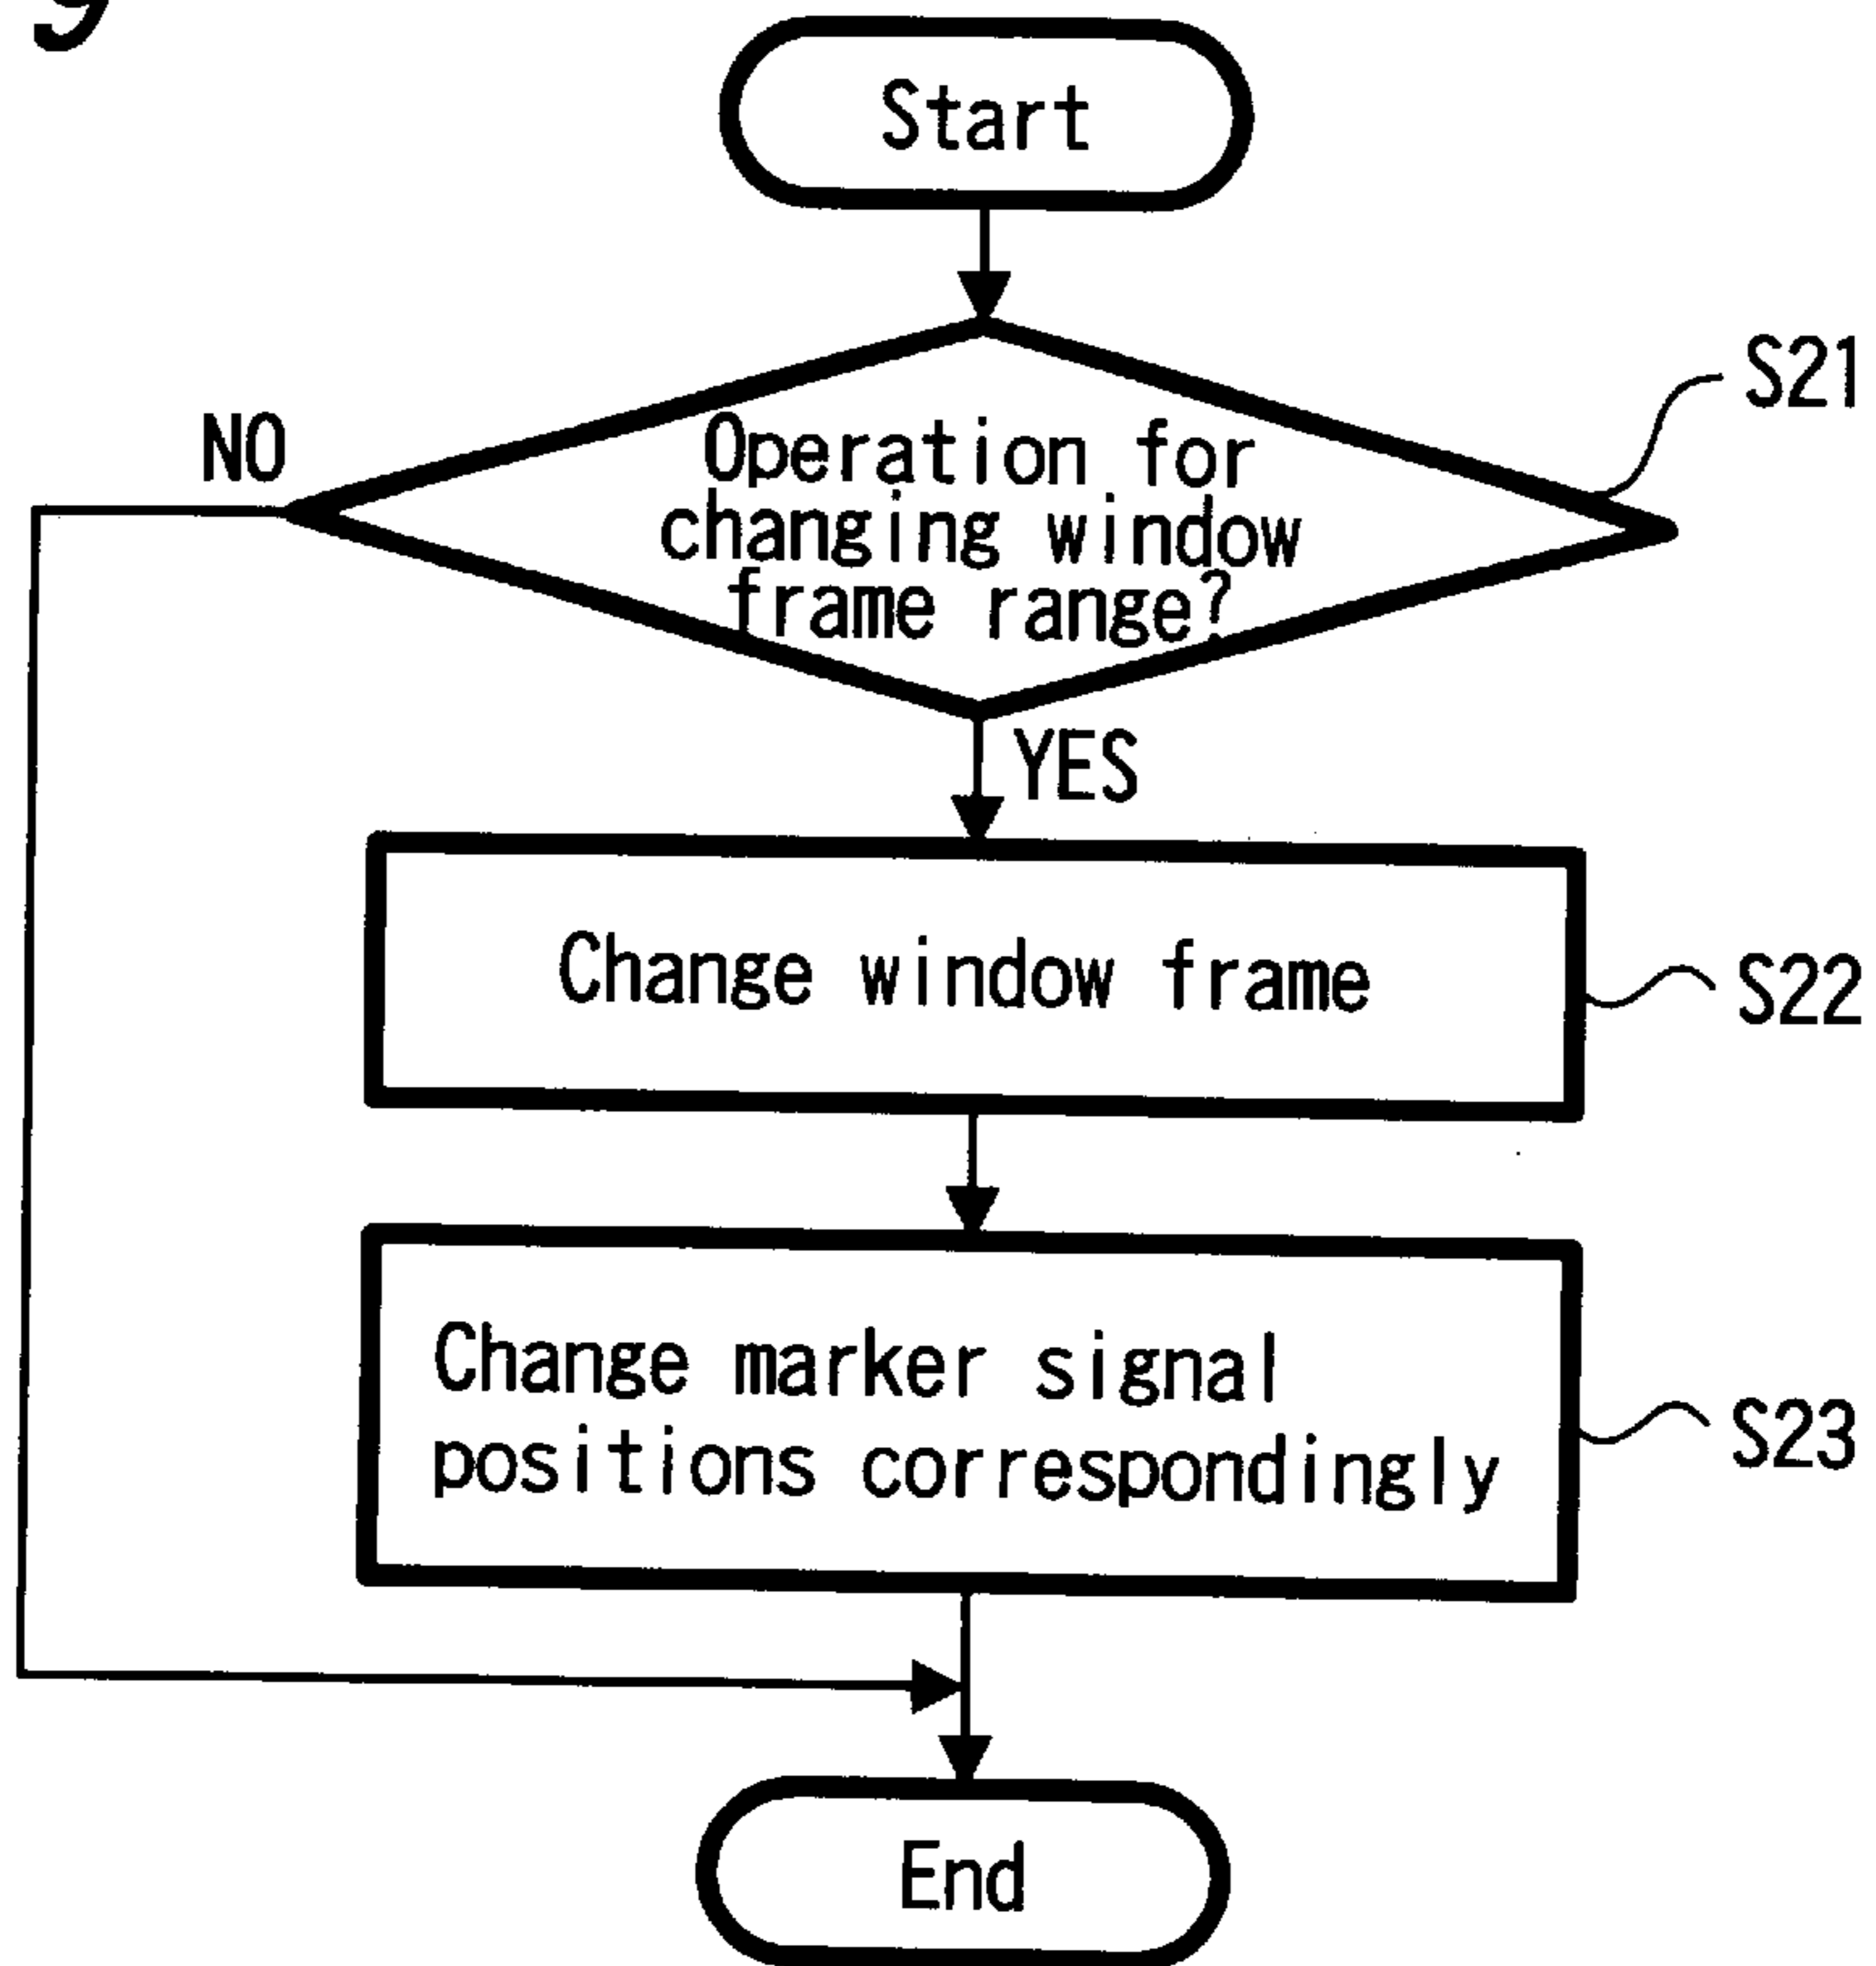 Start
S21
NO
Operation for
changing window
frame range?
YES
Change window frame
S22
Change marker signal
positions correspondingly
S23
End